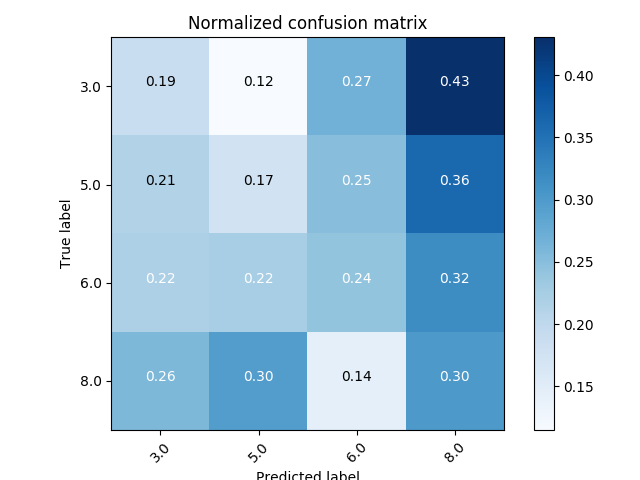 Normalized confusion matrix
3.0 0.19 0.12 0.27 0.43
5.0 0.21 0.17 0.25 0.36
6.0 0.22 0.22 0.24 0.32
8.0 0.26 0.30 0.14 0.30
True label
3.0 5.0 6.0 8.0
Predicted label
0.40
0.35
0.30
0.25
0.20
0.15